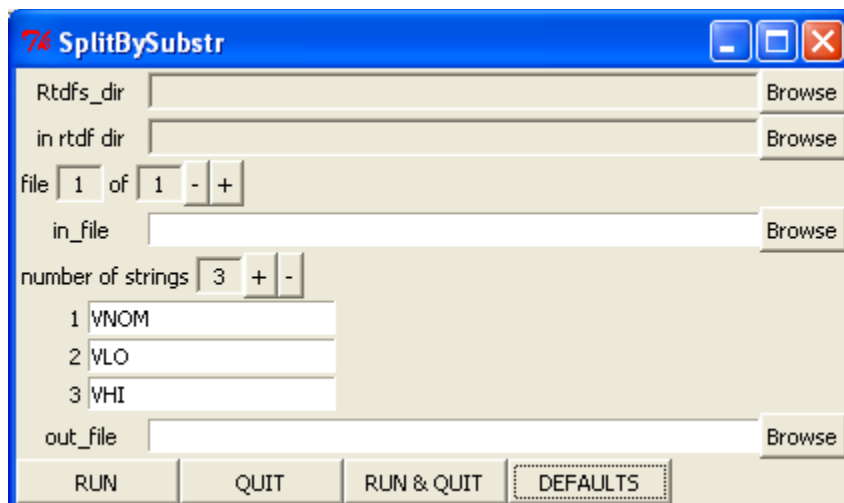 7k SplitBySubstr
Rtdfs_dir Browse
in rtdf dir Browse
file 1 of 1 - +
in_file Browse
number of strings 3 + -
1 VNOM
2 VLO
3 VHI
out_file Browse
RUN QUIT RUN & QUIT DEFAULTS